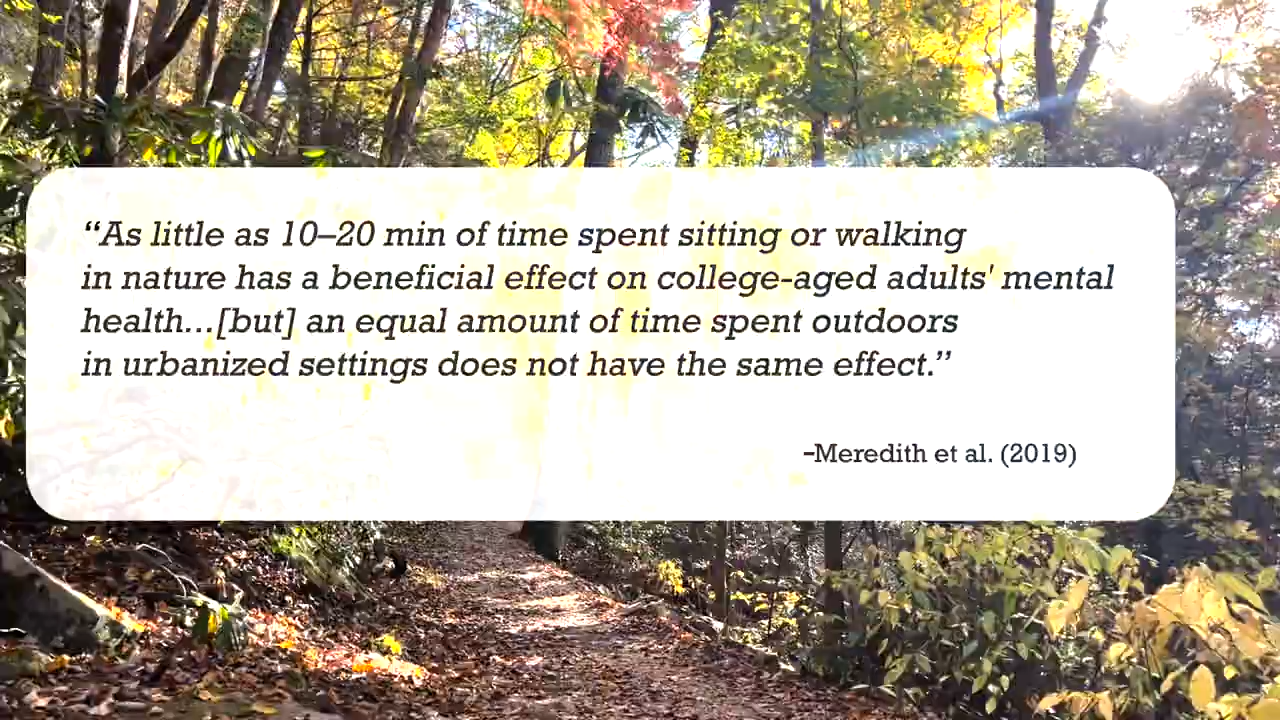 “As little as 10–20 min of time spent sitting or walking
in nature has a beneficial effect on college-aged adults' mental
health...[but] an equal amount of time spent outdoors
in urbanized settings does not have the same effect.”
-Meredith et al. (2019)